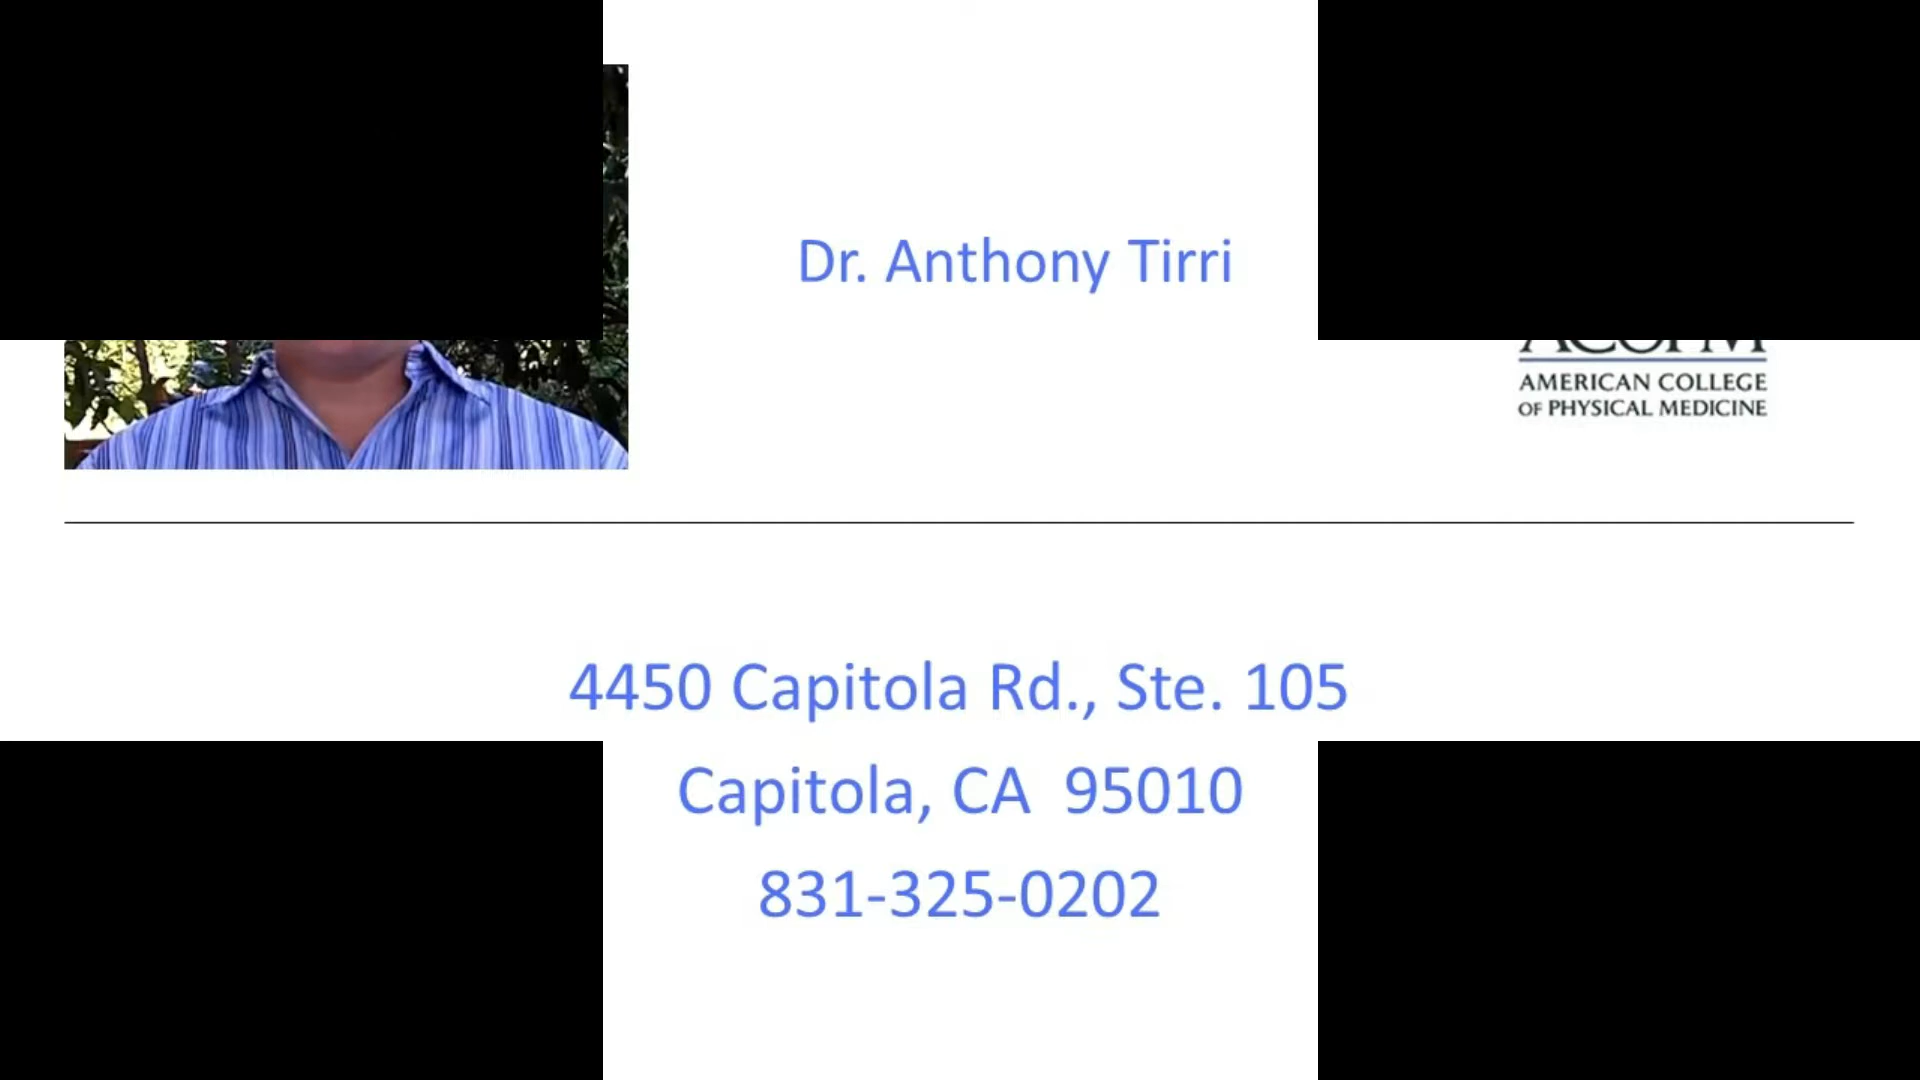 Dr. Anthony Tirri
AMERICAN COLLEGE
OF PHYSICAL MEDICINE
4450 Capitola Rd., Ste. 105
Capitola, CA  95010
831-325-0202